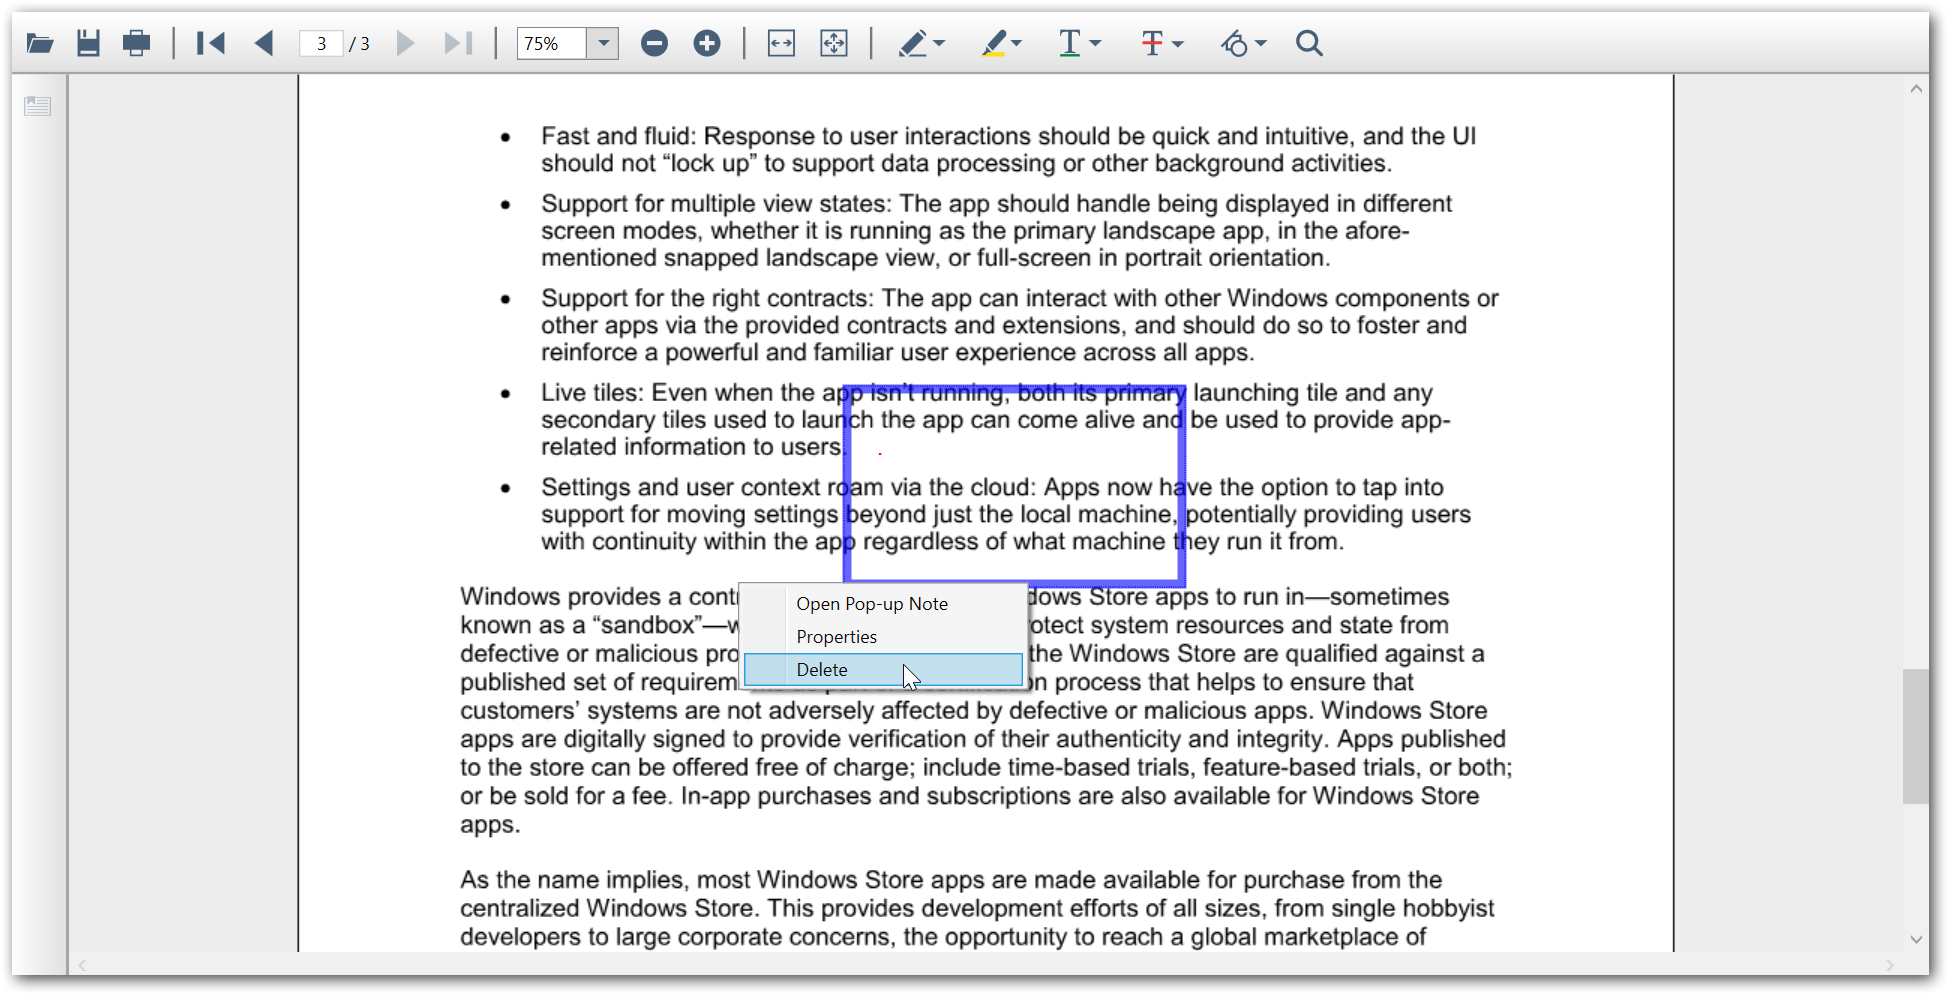 3 / 3
75%
T
T
• Fast and fluid: Response to user interactions should be quick and intuitive, and the UI
should not “lock up” to support data processing or other background activities.
• Support for multiple view states: The app should handle being displayed in different
screen modes, whether it is running as the primary landscape app, in the afore-
mentioned snapped landscape view, or full-screen in portrait orientation.
• Support for the right contracts: The app can interact with other Windows components or
other apps via the provided contracts and extensions, and should do so to foster and
reinforce a powerful and familiar user experience across all apps.
• Live tiles: Even when the app isn’t running, both its primary launching tile and any
secondary tiles used to launch the app can come alive and be used to provide app-
related information to users.
• Settings and user context roam via the cloud: Apps now have the option to tap into
support for moving settings beyond just the local machine, potentially providing users
with continuity within the app regardless of what machine they run it from.
Open Pop-up Note
Properties
Delete
Windows provides a cont dows Store apps to run in—sometimes
known as a “sandbox”—w otect system resources and state from
defective or malicious pro the Windows Store are qualified against a
published set of requirem n process that helps to ensure that
customers’ systems are not adversely affected by defective or malicious apps. Windows Store
apps are digitally signed to provide verification of their authenticity and integrity. Apps published
to the store can be offered free of charge; include time-based trials, feature-based trials, or both;
or be sold for a fee. In-app purchases and subscriptions are also available for Windows Store
apps.
As the name implies, most Windows Store apps are made available for purchase from the
centralized Windows Store. This provides development efforts of all sizes, from single hobbyist
developers to large corporate concerns, the opportunity to reach a global marketplace of